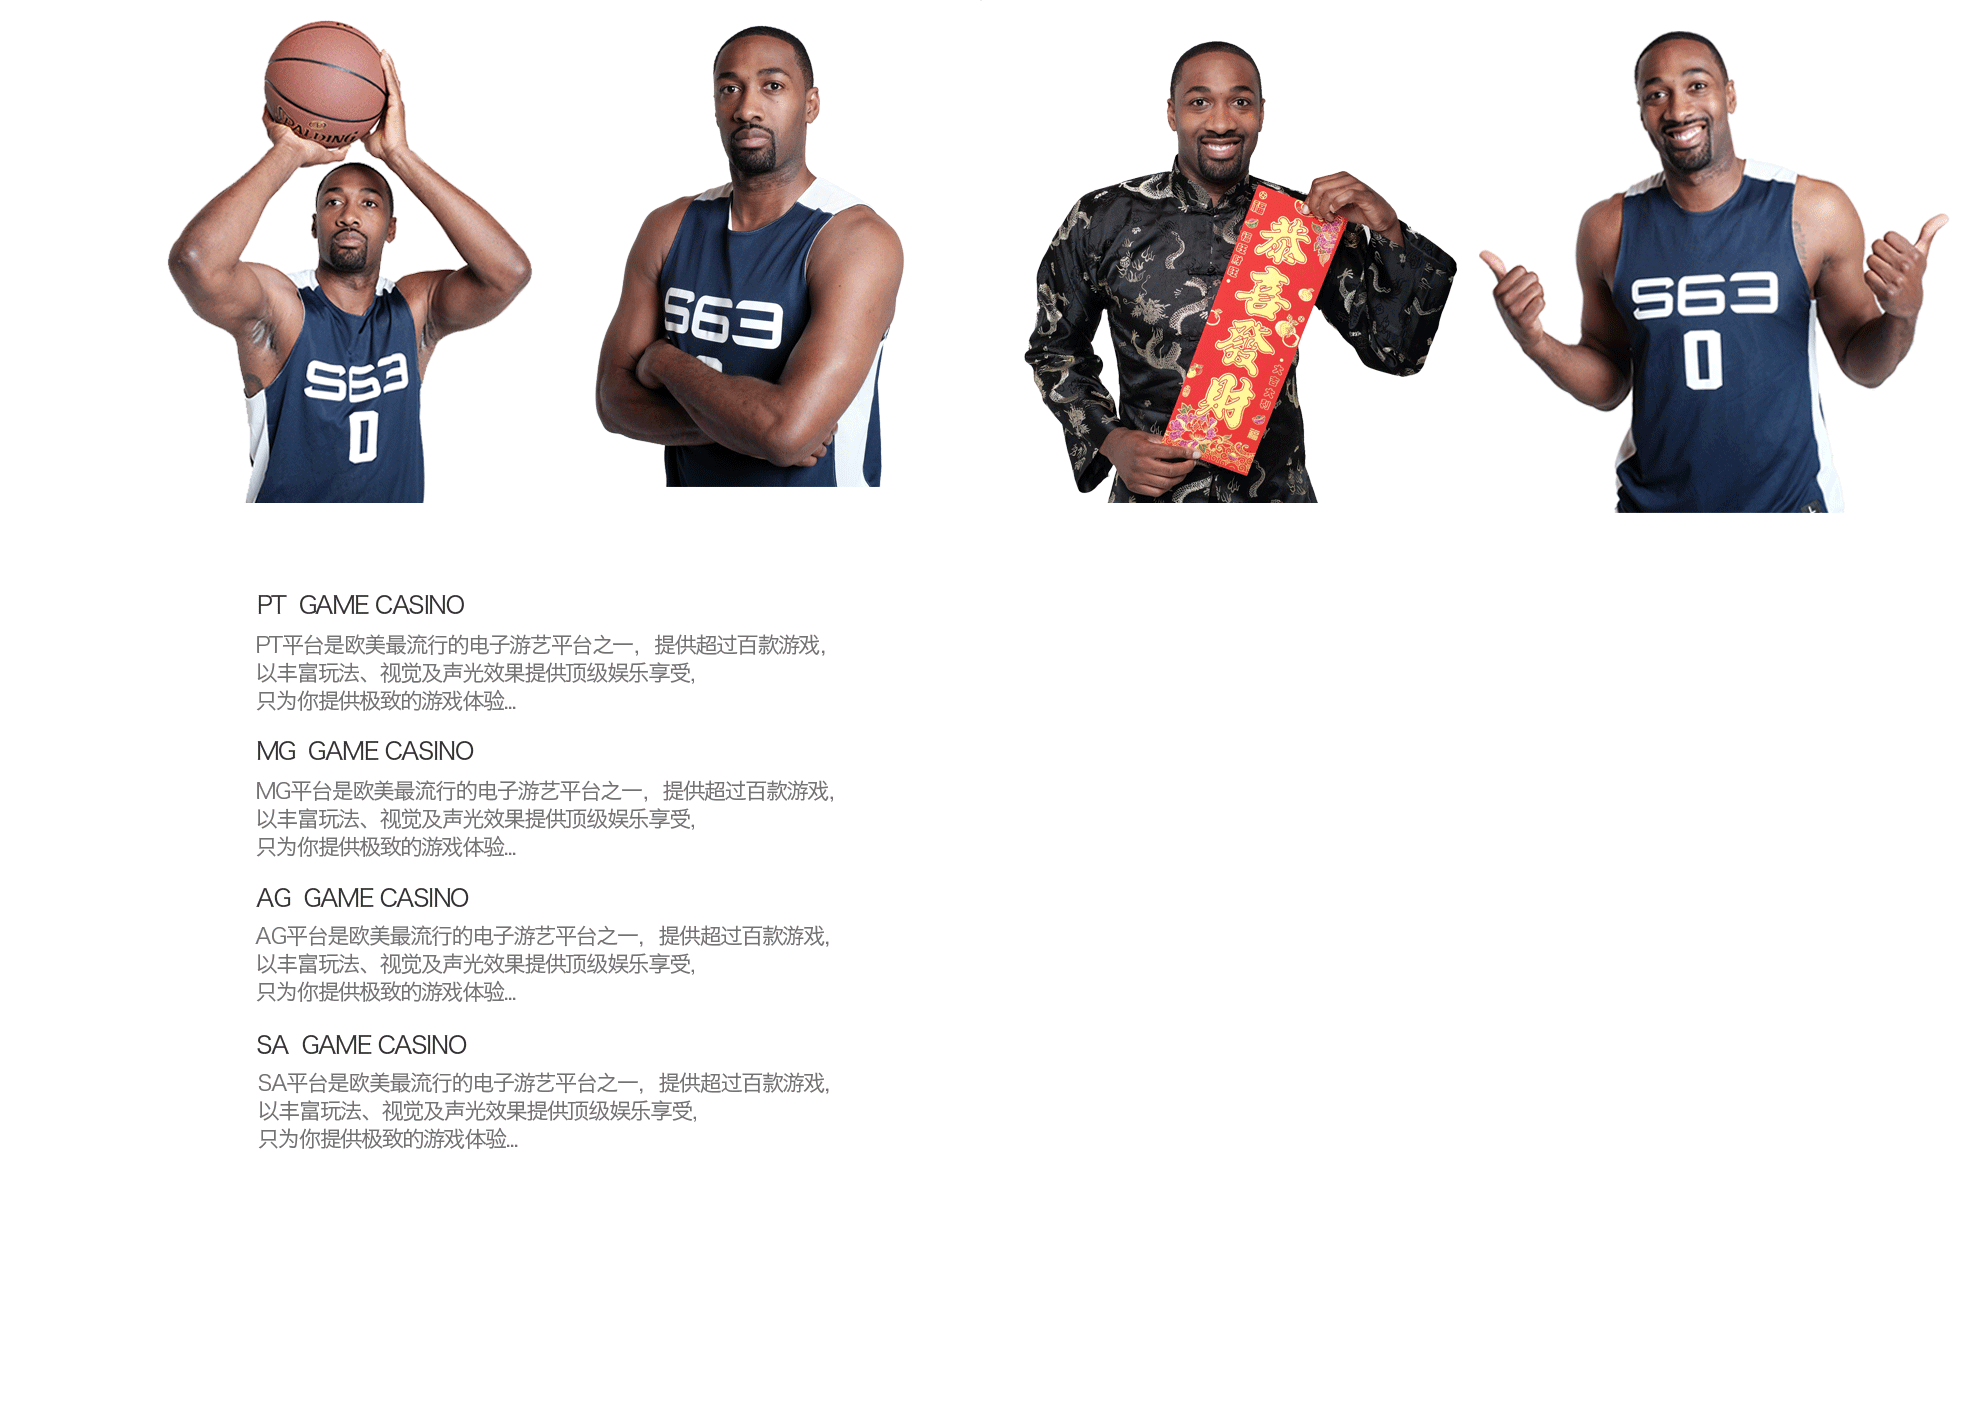 SPALDING
S63
0
S63
恭喜發財
S63
0
PT GAME CASINO
PT平台是欧美最流行的电子游艺平台之一，提供超过百款游戏，
以丰富玩法、视觉及声光效果提供顶级娱乐享受，
只为你提供极致的游戏体验...
MG GAME CASINO
MG平台是欧美最流行的电子游艺平台之一，提供超过百款游戏，
以丰富玩法、视觉及声光效果提供顶级娱乐享受，
只为你提供极致的游戏体验...
AG GAME CASINO
AG平台是欧美最流行的电子游艺平台之一，提供超过百款游戏，
以丰富玩法、视觉及声光效果提供顶级娱乐享受，
只为你提供极致的游戏体验...
SA GAME CASINO
SA平台是欧美最流行的电子游艺平台之一，提供超过百款游戏，
以丰富玩法、视觉及声光效果提供顶级娱乐享受，
只为你提供极致的游戏体验...